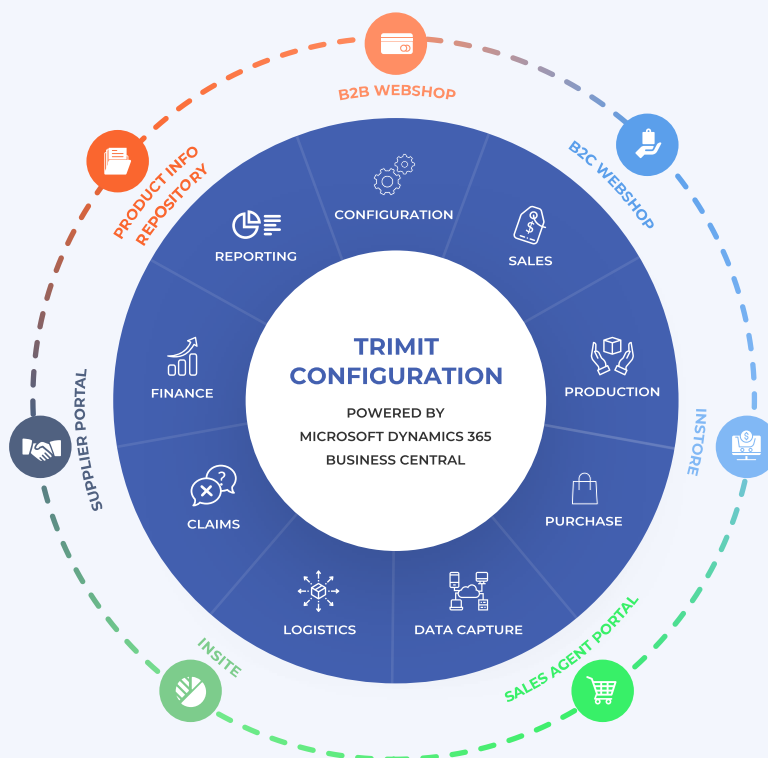 B2B WEBSHOP
B2C WEBSHOP
PRODUCT INFO
REPOSITORY
CONFIGURATION
SALES
REPORTING
TRIMIT
CONFIGURATION
POWERED BY
MICROSOFT DYNAMICS 365
BUSINESS CENTRAL
FINANCE
PRODUCTION
SUPPLIER PORTAL
INSTORE
CLAIMS
PURCHASE
LOGISTICS
DATA CAPTURE
INSITE
SALES AGENT PORTAL